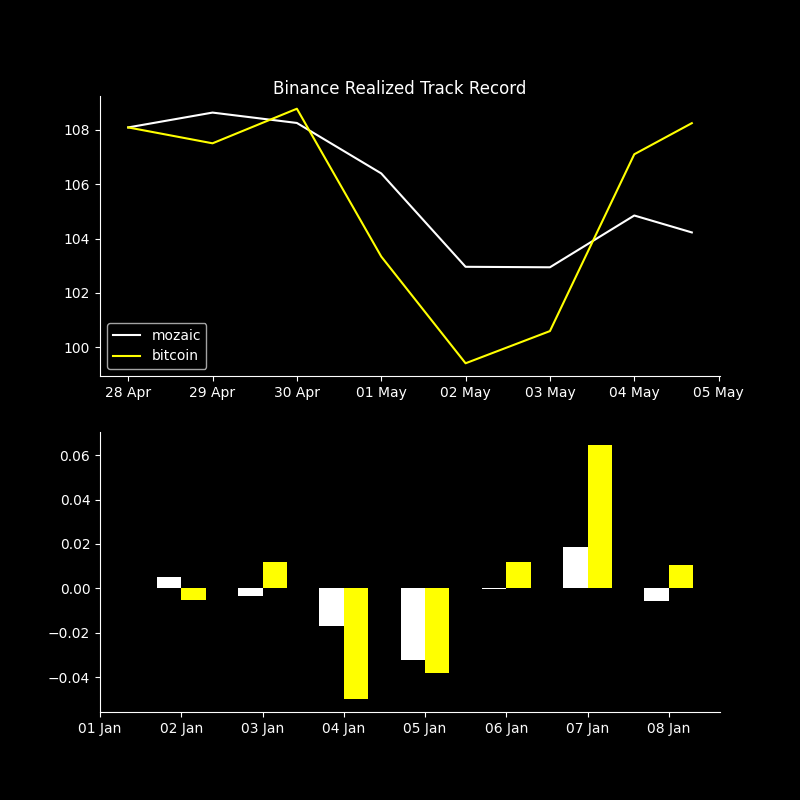 Binance Realized Track Record
108
106
104
102
100
mozaic
bitcoin
28 Apr 29 Apr 30 Apr 01 May 02 May 03 May 04 May 05 May
0.06
0.04
0.02
0.00
−0.02
−0.04
01 Jan 02 Jan 03 Jan 04 Jan 05 Jan 06 Jan 07 Jan 08 Jan